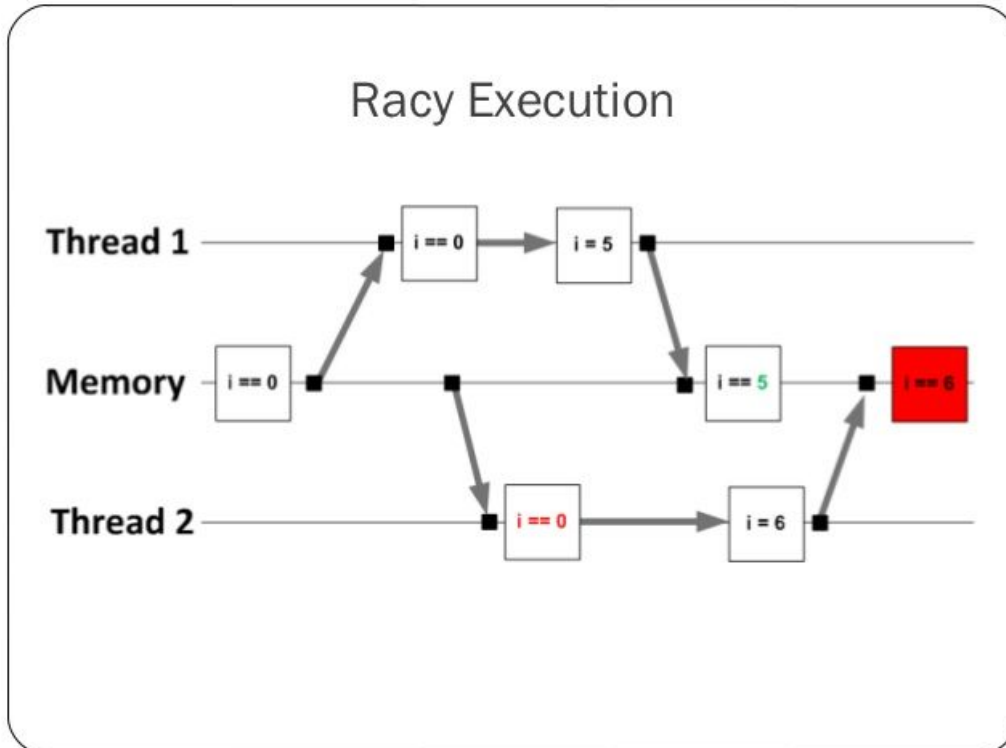 Racy Execution
Thread 1
i == 0
i = 5
Memory
i == 0
i == 5
i == 6
Thread 2
i == 0
i = 6